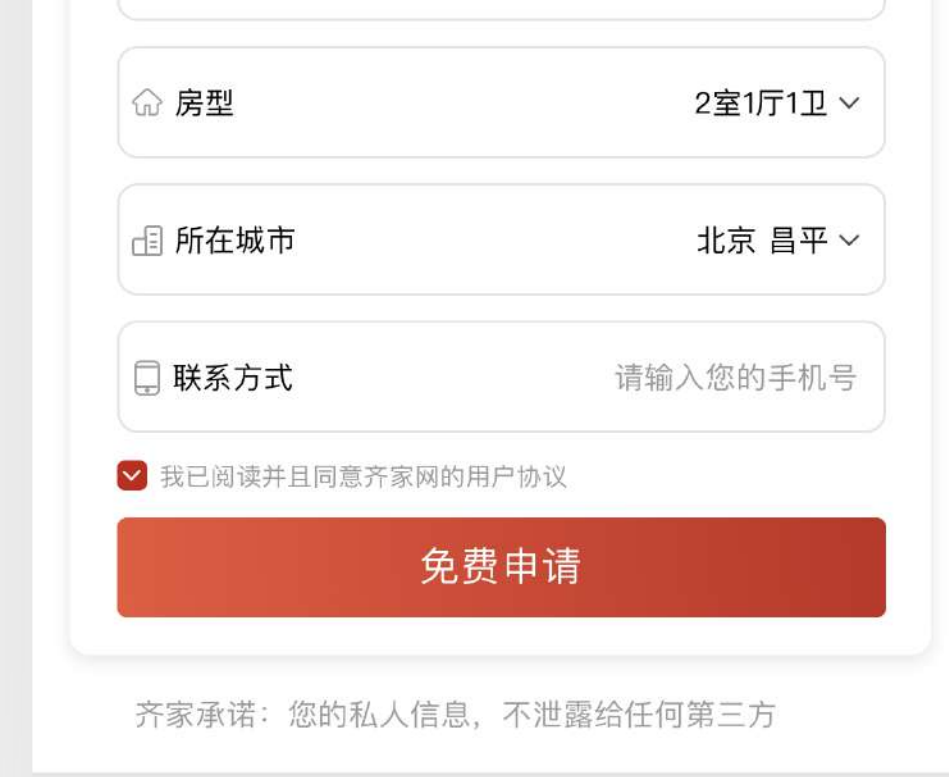 房型 2室1厅1卫
所在城市 北京 昌平
联系方式 请输入您的手机号
我已阅读并且同意齐家网的用户协议
免费申请
齐家承诺：您的私人信息，不泄露给任何第三方